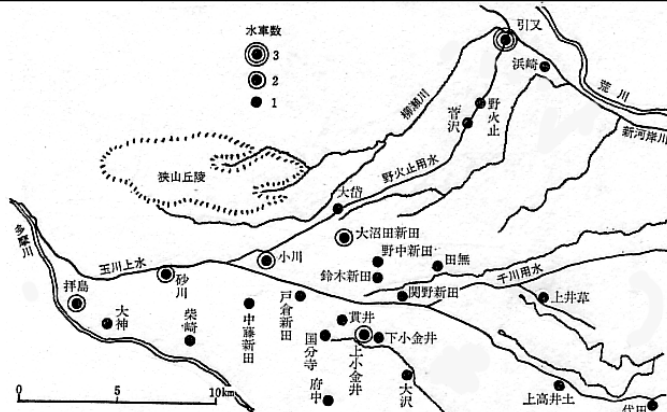 水車数
3
2
1
引又
浜崎
荒川
新河岸川
柳瀬川
野火止
菅沢
野火止用水
狭山丘陵
大岱
大沼田新田
野中新田
田無
鈴木新田
小川
玉川上水
多摩川
砂川
拝島
大神
柴崎
中藤新田
戸倉新田
関野新田
千川用水
上井草
貫井
国分寺
上小金井
下小金井
府中
大沢
上高井土
代田
0
5
10km